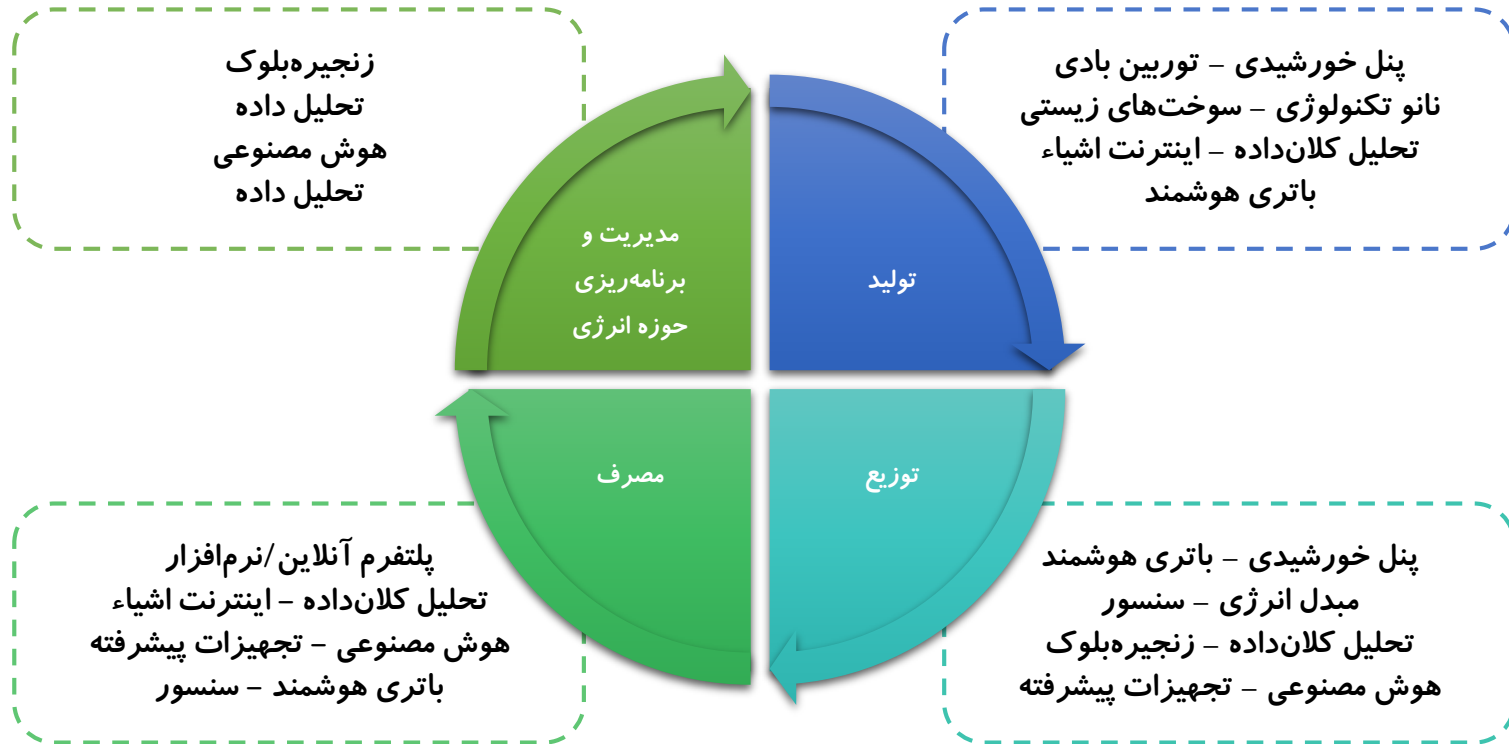 پنل خورشیدی – توربین بادی
نانو تکنولوژی – سوخت‌های زیستی
تحلیل کلان‌داده – اینترنت اشیاء
باتری هوشمند
زنجیره‌بلوک
تحلیل داده
هوش مصنوعی
تحلیل داده
تولید
مدیریت و
برنامه‌ریزی
حوزه انرژی
توزیع
مصرف
پنل خورشیدی – باتری هوشمند
مبدل انرژی – سنسور
تحلیل کلان‌داده – زنجیره‌بلوک
هوش مصنوعی – تجهیزات پیشرفته
پلتفرم آنلاین/نرم‌افزار
تحلیل کلان‌داده – اینترنت اشیاء
هوش مصنوعی – تجهیزات پیشرفته
باتری هوشمند – سنسور